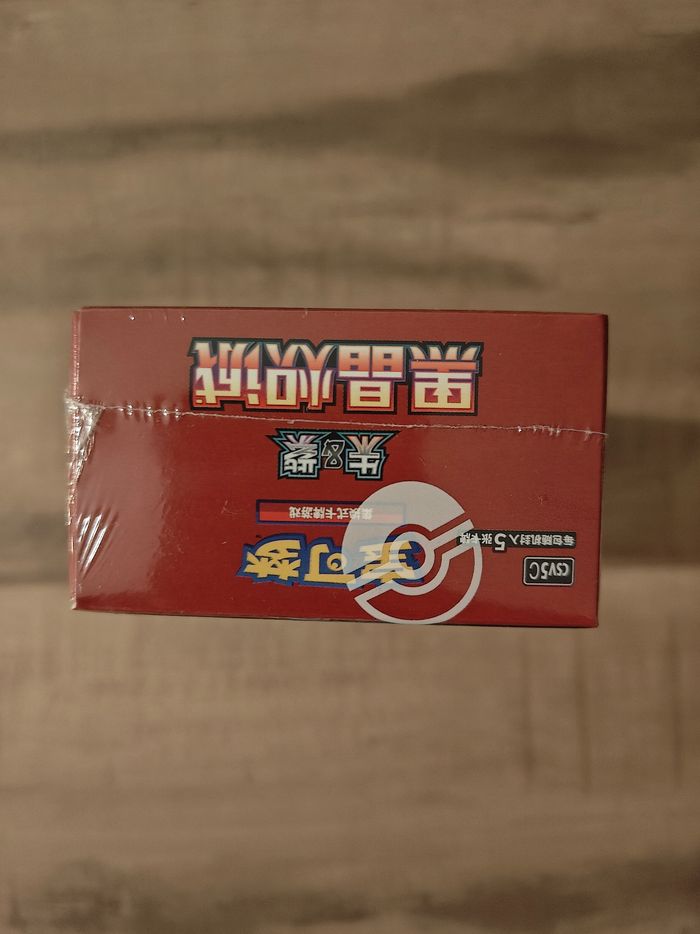 CSV5C
每包随机封入5张卡牌
宝可梦
集换式卡牌游戏
朱&紫
黑晶炽诚